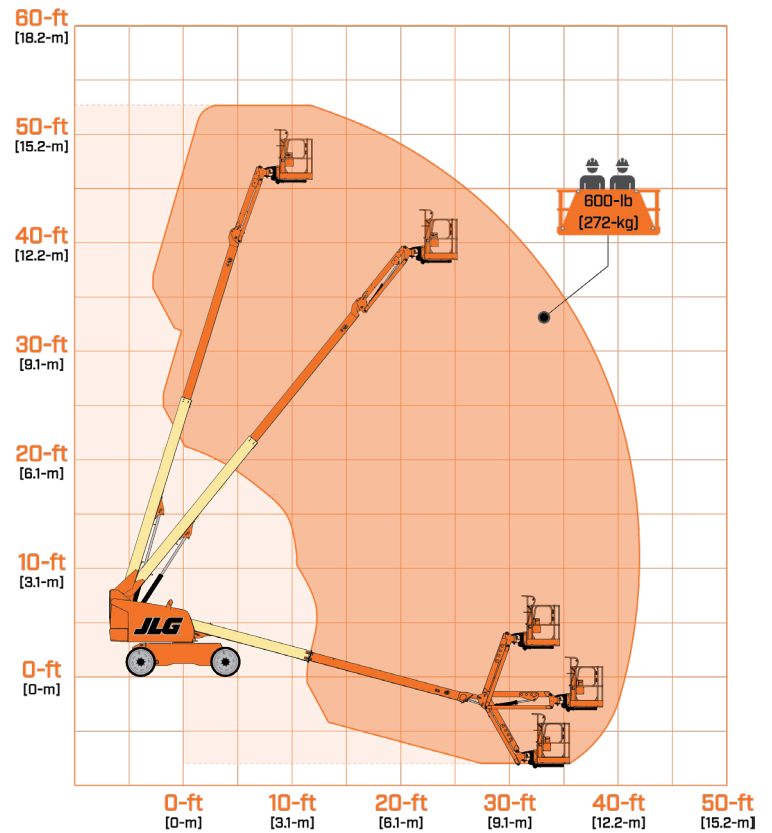 60-ft
[18.2-m]
50-ft
[15.2-m]
40-ft
[12.2-m]
30-ft
[9.1-m]
20-ft
[6.1-m]
10-ft
[3.1-m]
0-ft
[0-m]
600-lb
[272-kg]
JLG
0-ft
[0-m]
10-ft
[3.1-m]
20-ft
[6.1-m]
30-ft
[9.1-m]
40-ft
[12.2-m]
50-ft
[15.2-m]